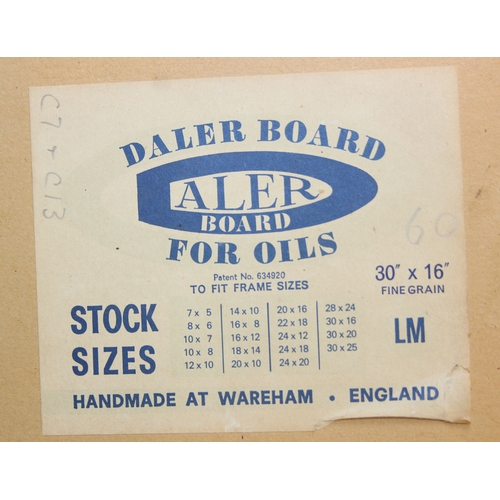 C7 + C13
DALER BOARD
DALER
BOARD
FOR OILS
60
Patent No. 634920
TO FIT FRAME SIZES
30" x 16"
FINE GRAIN
LM
STOCK
SIZES
7 x 5 14 x 10 20 x 16 28 x 24
8 x 6 16 x 8 22 x 18 30 x 16
10 x 7 16 x 12 24 x 12 30 x 20
10 x 8 18 x 14 24 x 18 30 x 25
12 x 10 20 x 10 24 x 20
HANDMADE AT WAREHAM • ENGLAND